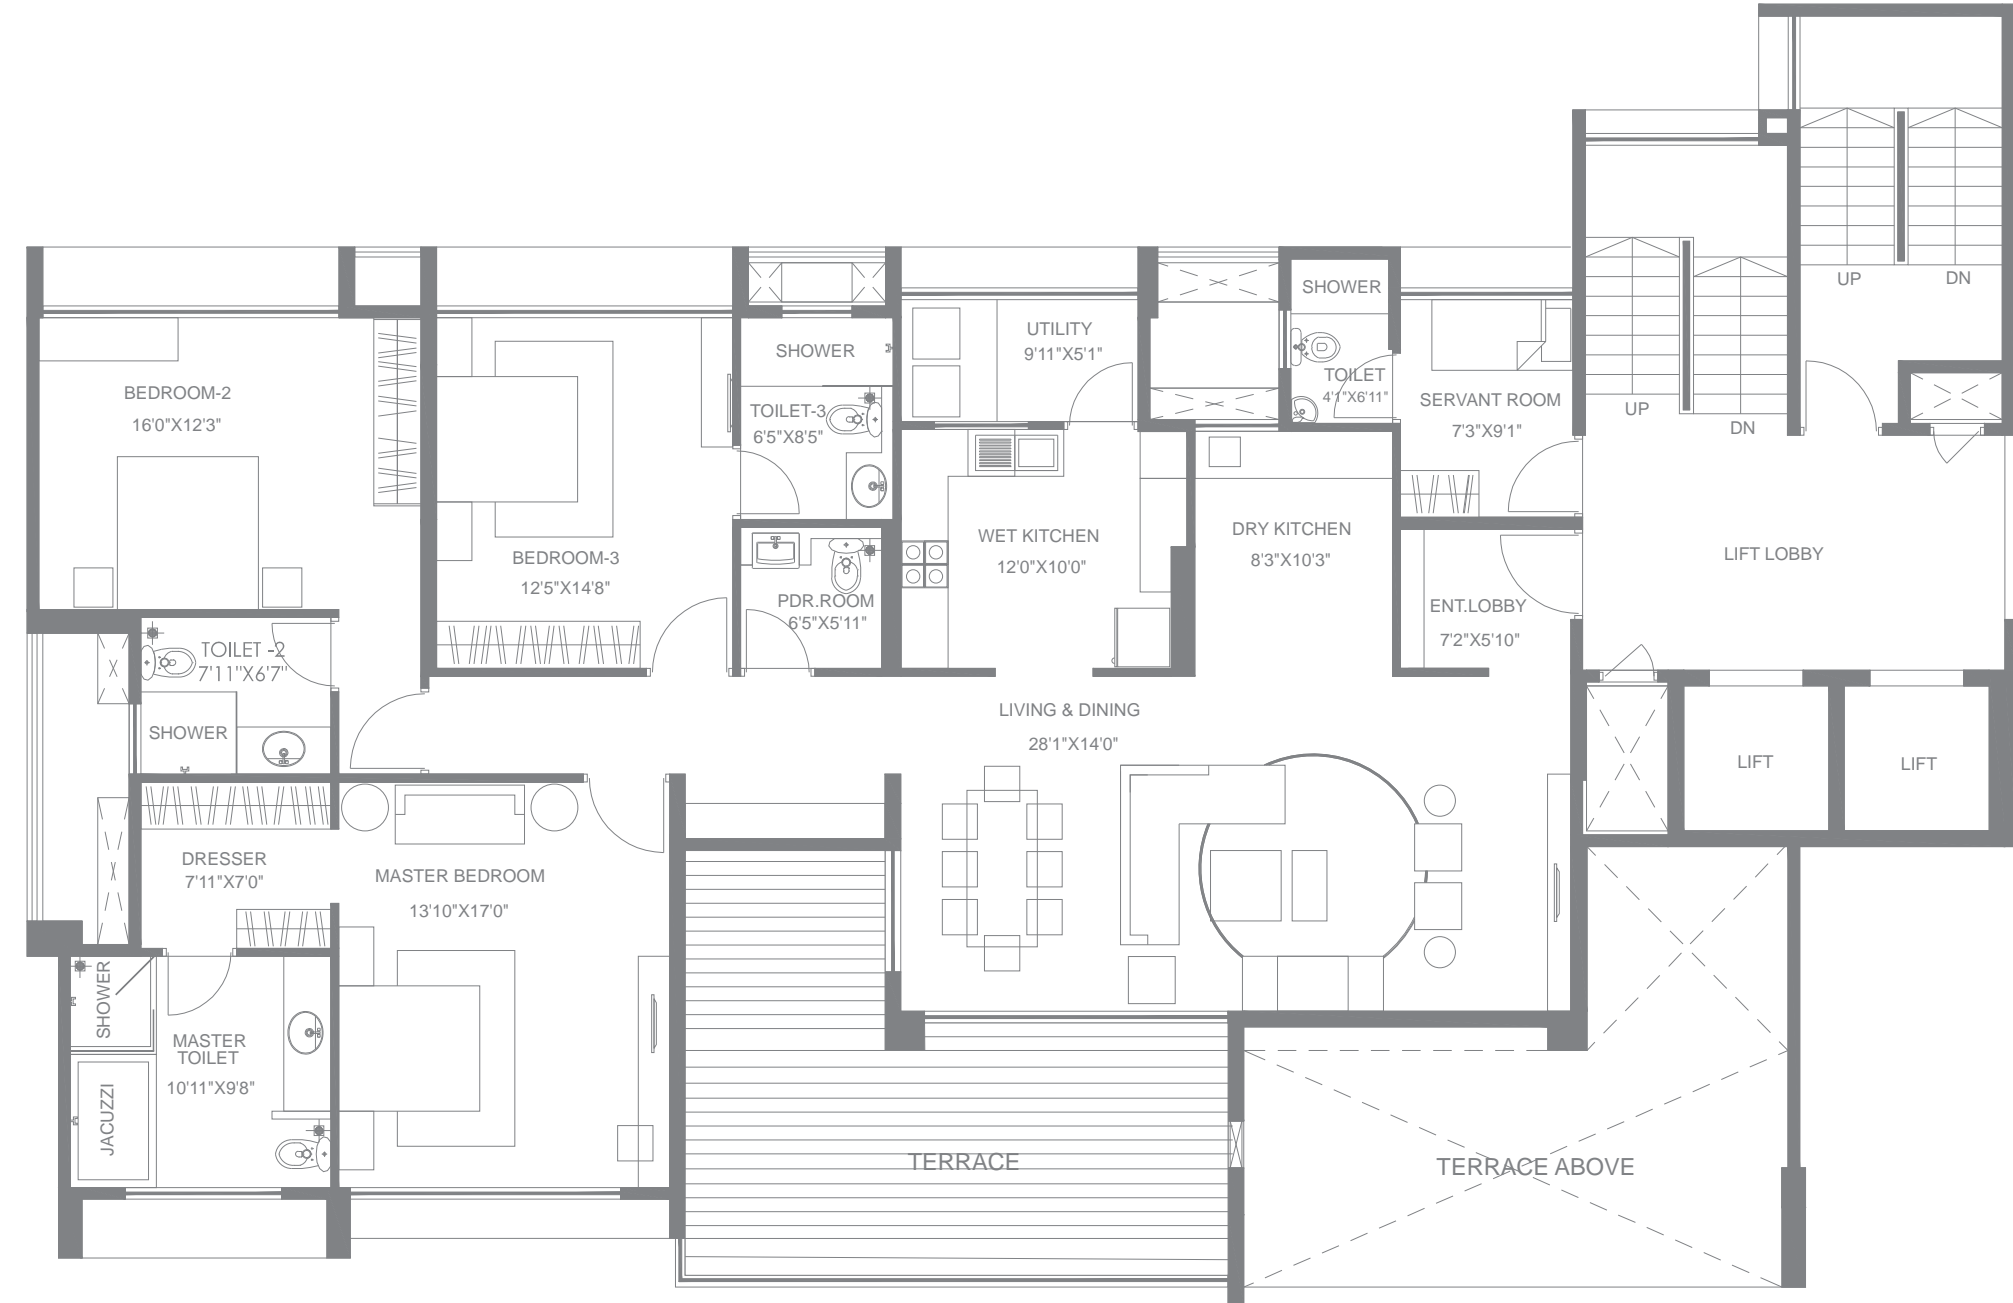 UP
DN
SHOWER
UTILITY
9'11"X5'1"
SHOWER
TOILET
4'1"X6'11"
BEDROOM-2
16'0"X12'3"
TOILET-3
6'5"X8'5"
SERVANT ROOM
7'3"X9'1"
UP
DN
BEDROOM-3
12'5"X14'8"
WET KITCHEN
12'0"X10'0"
DRY KITCHEN
8'3"X10'3"
LIFT LOBBY
PDR.ROOM
6'5"X5'11"
ENT.LOBBY
7'2"X5'10"
TOILET -2
7'11"X6'7"
SHOWER
LIVING & DINING
28'1"X14'0"
LIFT
LIFT
DRESSER
7'11"X7'0"
MASTER BEDROOM
13'10"X17'0"
SHOWER
MASTER
TOILET
10'11"X9'8"
JACUZZI
TERRACE
TERRACE ABOVE